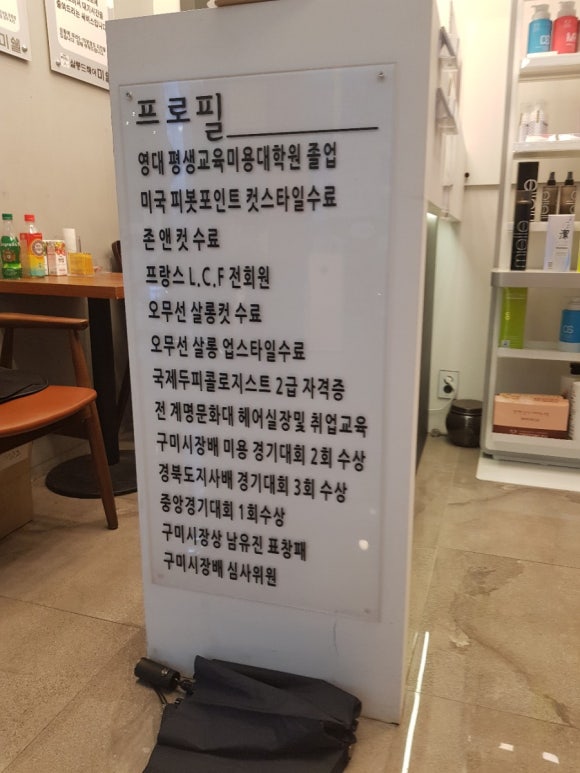 프로필
영대 평생교육미용대학원 졸업
미국 피봇포인트 컷스타일수료
존 앤 컷 수료
프랑스 L.C.F 전회원
오무선 살롱컷 수료
오무선 살롱 업스타일수료
국제두피콜로지스트 2급 자격증
전 계명문화대 헤어실장및 취업교육
구미시장배 미용 경기대회 2회 수상
경북도지사배 경기대회 3회 수상
중앙경기대회 1회수상
구미시장상 남유진 표창패
구미시장배 심사위원
mielle